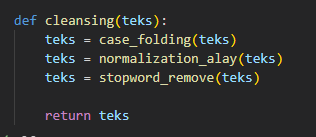 def cleansing(teks):
    teks = case_folding(teks)
    teks = normalization_alay(teks)
    teks = stopword_remove(teks)

    return teks